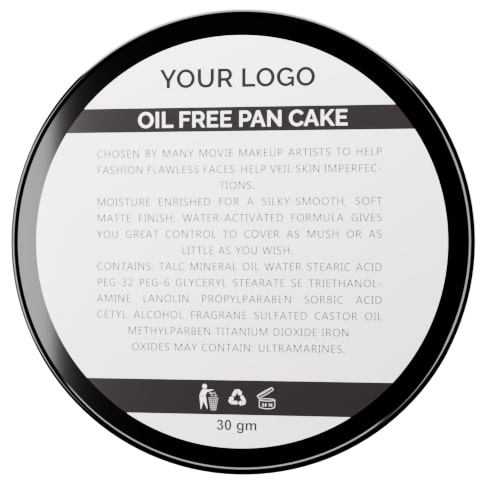 YOUR LOGO
OIL FREE PAN CAKE
CHOSEN BY MANY MOVIE MAKEUP ARTISTS TO HELP
FASHION FLAWLESS FACES-HELP VEIL SKIN IMPERFEC-
TIONS.
MOISTURE ENRISHED FOR A SILKY-SMOOTH, SOFT
MATTE FINISH. WATER-ACTIVATED FORMULA GIVES
YOU GREAT CONTROL TO COVER AS MUSH OR AS
LITTLE AS YOU WISH.
CONTAINS: TALC MINERAL OIL WATER STEARIC ACID
PEG-32 PEG-6 GLYCERYL STEARATE SE TRIETHANOL-
AMINE LANOLIN PROPYLPARABEN SORBIC ACID
CETYL ALCOHOL FRAGRANE SULFATED CASTOR OIL
METHYLPARBEN TITANIUM DIOXIDE IRON
OXIDES MAY CONTAIN: ULTRAMARINES.
30 gm